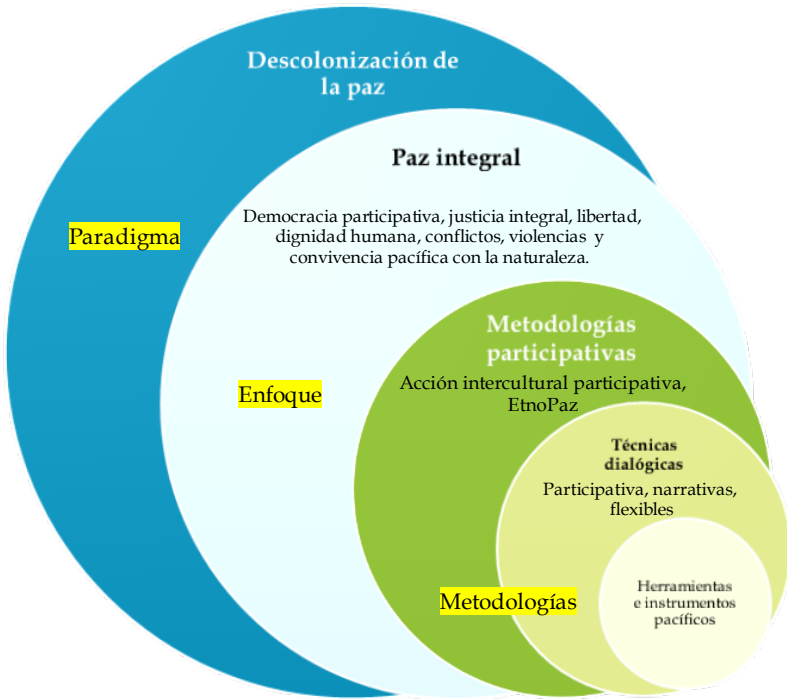 Descolonización de
la paz
Paz integral
Democracia participativa, justicia integral, libertad,
dignidad humana, conflictos, violencias y
convivencia pacífica con la naturaleza.
Paradigma
Metodologías
participativas
Acción intercultural participativa,
EtnoPaz
Enfoque
Técnicas
dialógicas
Participativa, narrativas,
flexibles
Metodologías
Herramientas
e instrumentos
pacíficos